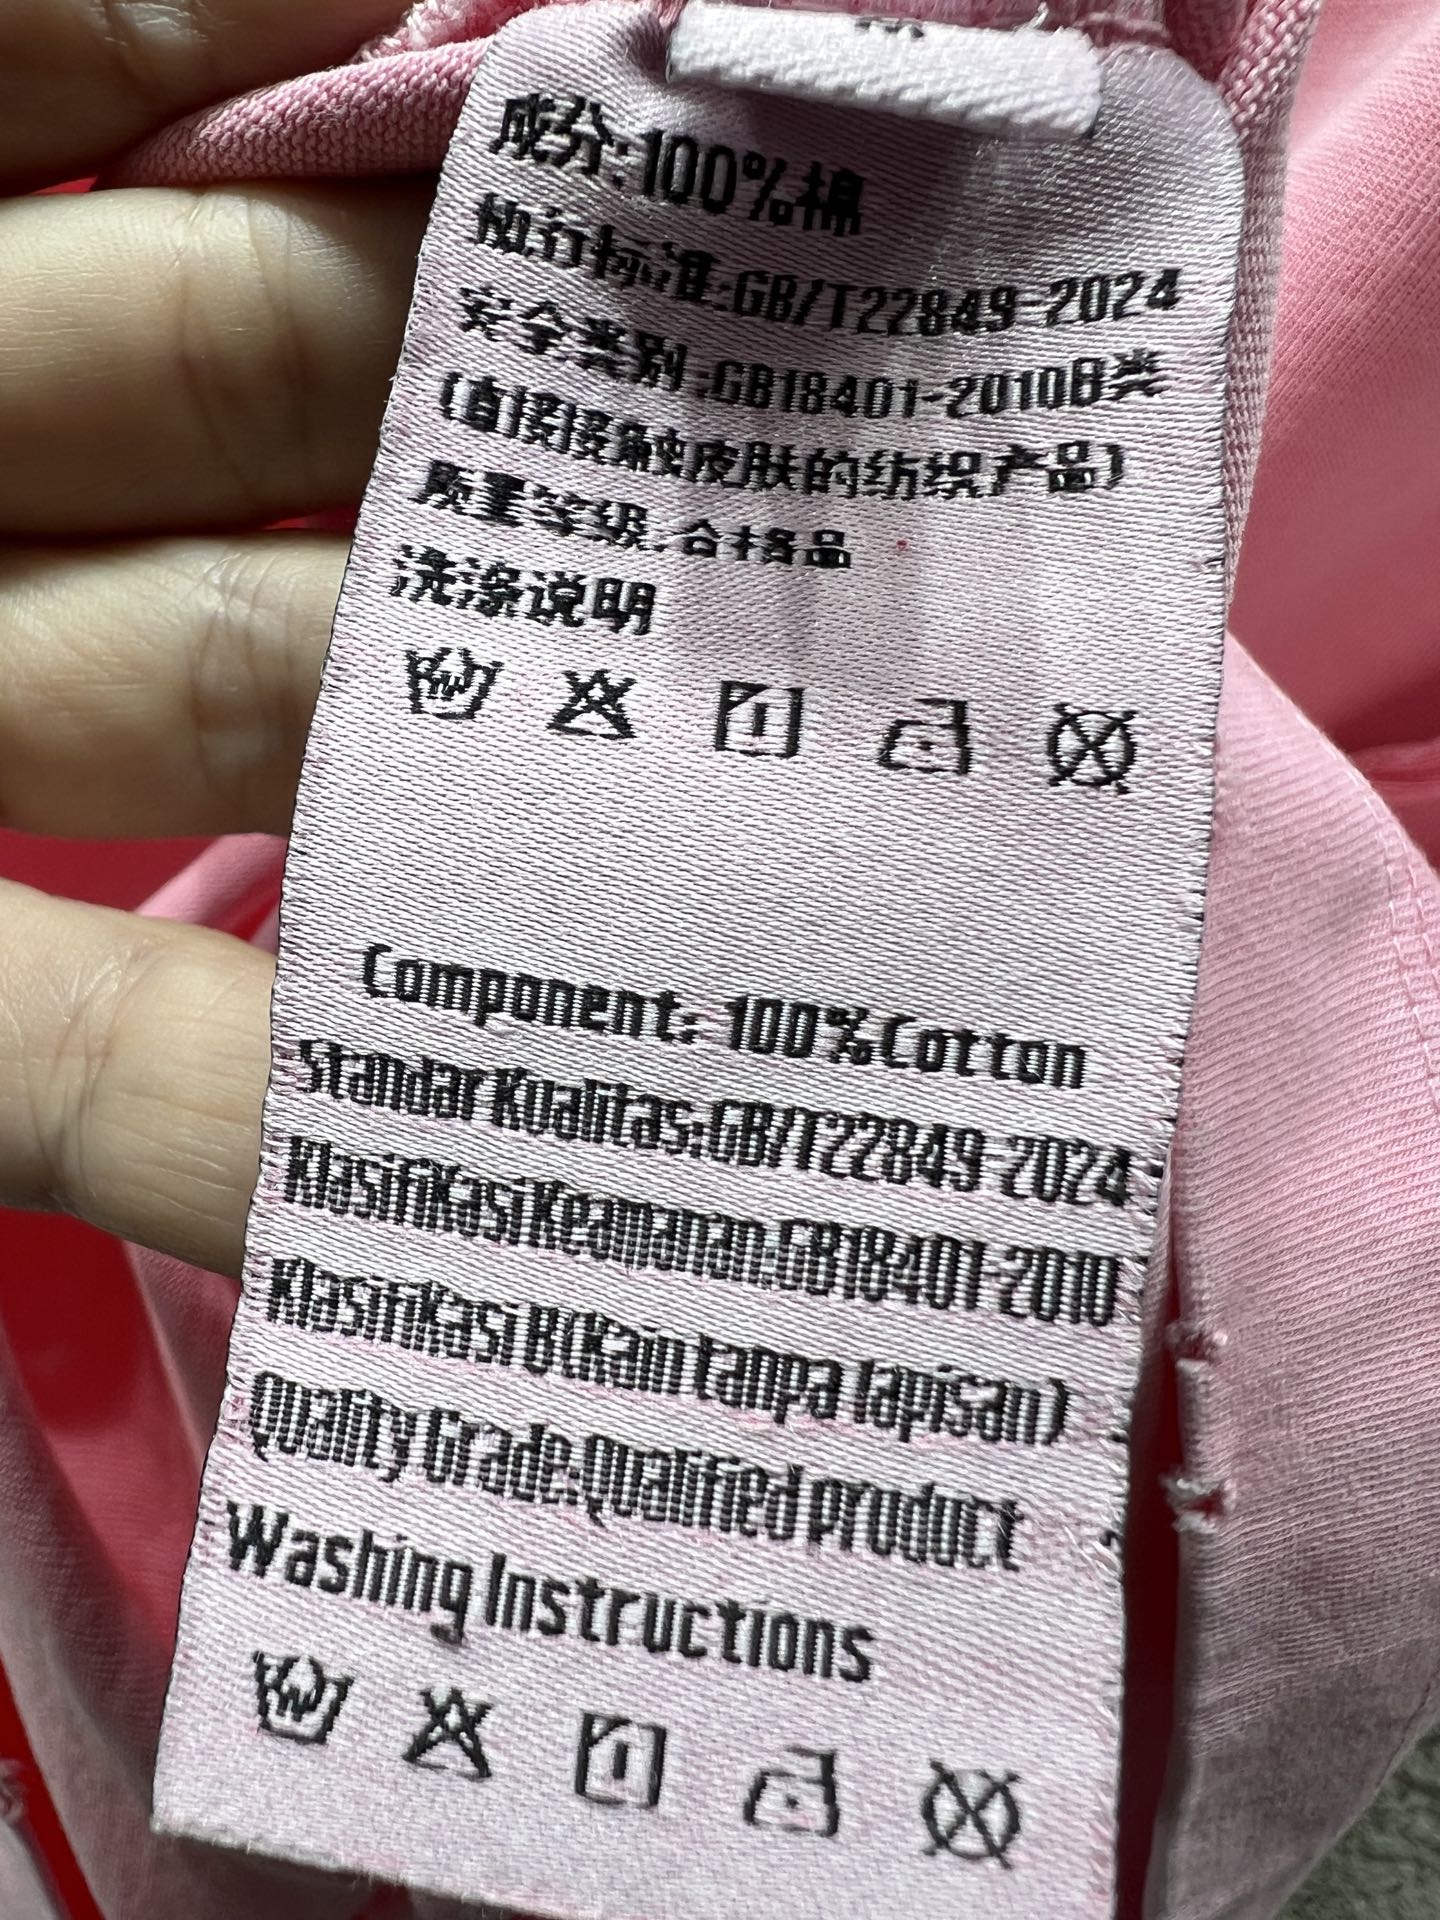 成分:100%棉
执行标准:GB/T22849-2024
安全类别:GB18401-2010B类
(直接接触皮肤的纺织产品)
质量等级:合格品
洗涤说明
Component: 100%Cotton
Standar Kualitas:GB/T22849-2024
Klasifikasi Keamanan:GB18401-2010
Klasifikasi B(Kain tanpa lapisan)
Quality Grade:Qualified product
Washing Instructions